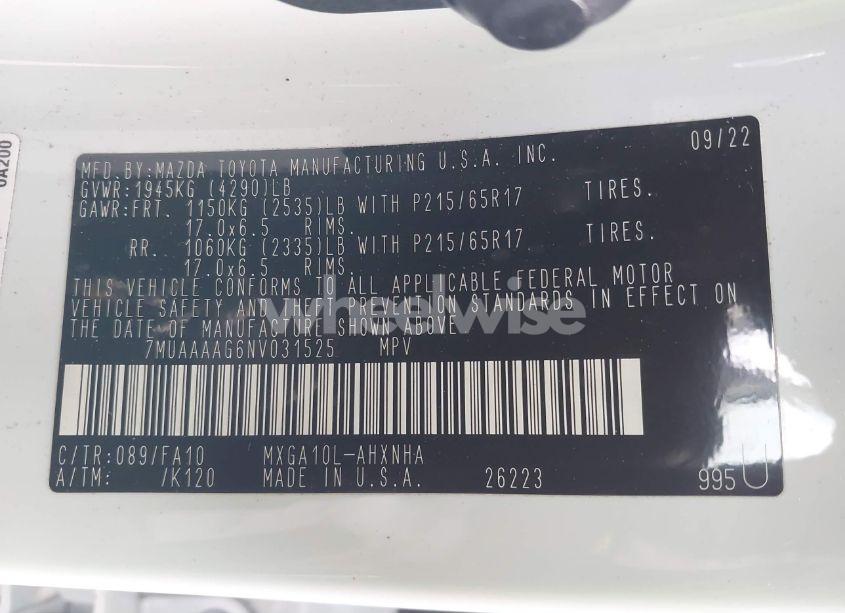 0A200
MFD.BY:MAZDA TOYOTA MANUFACTURING U.S.A. INC. 09/22
GVWR:1945KG (4290)LB
GAWR:FRT. 1150KG (2535)LB WITH P215/65R17 TIRES.
17.0x6.5 RIMS.
RR. 1060KG (2335)LB WITH P215/65R17 TIRES.
17.0x6.5 RIMS.
THIS VEHICLE CONFORMS TO ALL APPLICABLE FEDERAL MOTOR
VEHICLE SAFETY AND THEFT PREVENTION STANDARDS IN EFFECT ON
THE DATE OF MANUFACTURE SHOWN ABOVE.
wheelwise
7MUAAAAG6NV031525 MPV
C/TR:089/FA10 MXGA10L-AHXNHA
A/TM: /K120 MADE IN U.S.A. 26223 995U